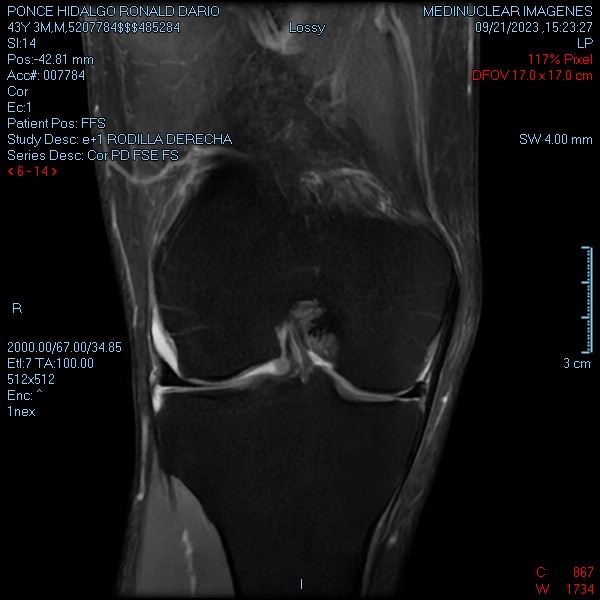 PONCE HIDALGO RONALD DARIO
43Y 3M,M,5207784$$$485284
Sl:14
Pos:-42.81 mm
Acc#: 007784
Cor
Ec:1
Patient Pos: FFS
Study Desc: e+1 RODILLA DERECHA
Series Desc: Cor PD FSE FS
< 6 - 14 >
Lossy
MEDINUCLEAR IMAGENES
09/21/2023 ,15:23:27
LP
117% Pixel
DFOV 17.0 x 17.0 cm
SW 4.00 mm
R
2000.00/67.00/34.85
Etl:7 TA:100.00
512x512
Enc: ^
1nex
3 cm
I
C 867
W 1734